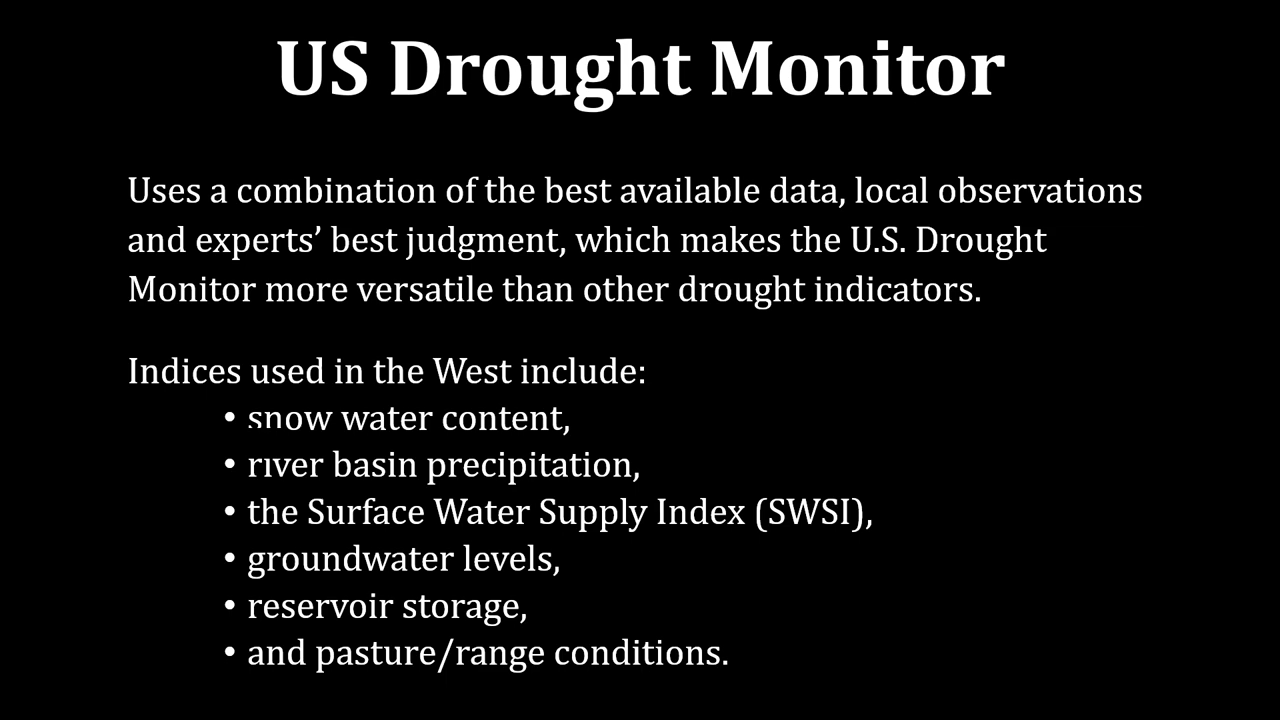 US Drought Monitor
Uses a combination of the best available data, local observations
and experts’ best judgment, which makes the U.S. Drought
Monitor more versatile than other drought indicators.
Indices used in the West include:
• snow water content,
• river basin precipitation,
• the Surface Water Supply Index (SWSI),
• groundwater levels,
• reservoir storage,
• and pasture/range conditions.